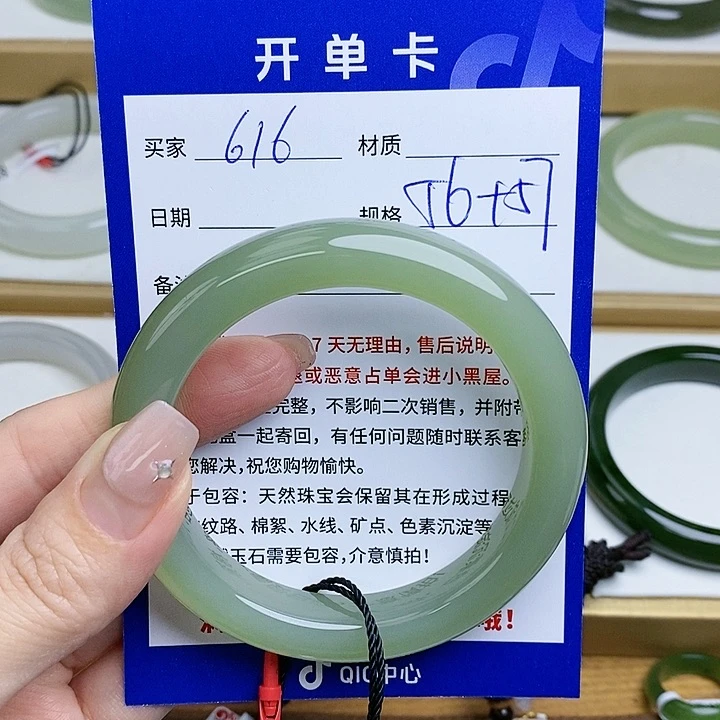 开单卡
买家 616 材质
日期 规格 56+57
备
7天无理由，售后说明
或恶意占单会进小黑屋。
完整，不影响二次销售，并附带
盒一起寄回，有任何问题随时联系客
您解决，祝您购物愉快。
于包容：天然珠宝会保留其在形成过程
纹路、棉絮、水线、矿点、色素沉淀等
玉石需要包容，介意慎拍！
我！
QIC中心